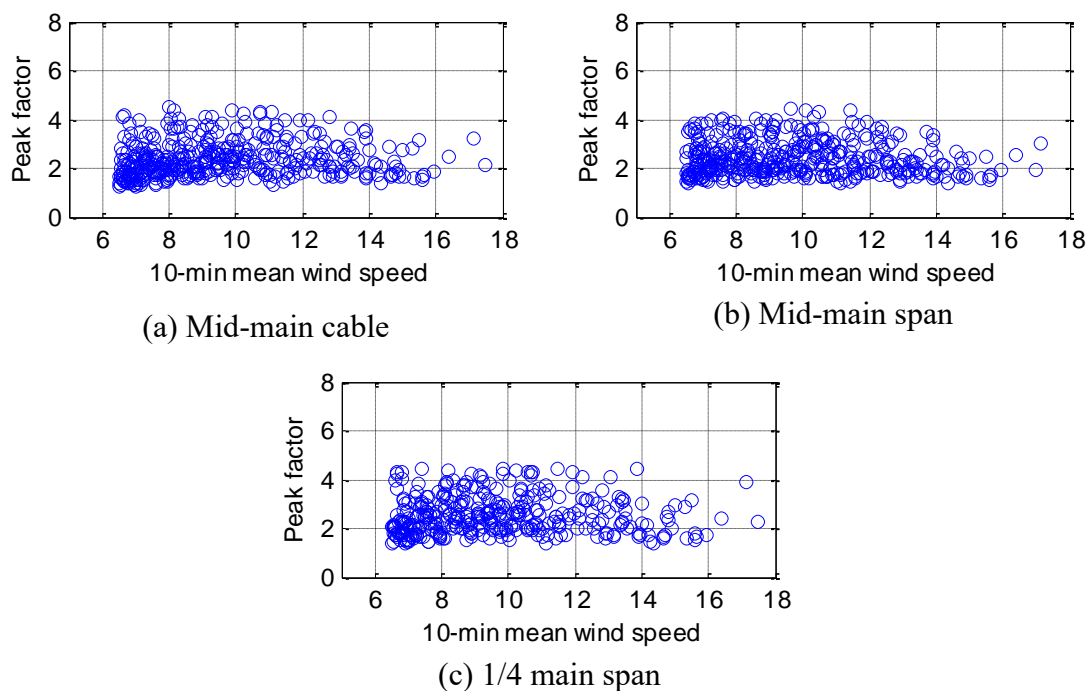 8
6
4
2
0
Peak factor
6 8 10 12 14 16 18
10-min mean wind speed
(a) Mid-main cable
8
6
4
2
0
Peak factor
6 8 10 12 14 16 18
10-min mean wind speed
(b) Mid-main span
8
6
4
2
0
Peak factor
6 8 10 12 14 16 18
10-min mean wind speed
(c) 1/4 main span